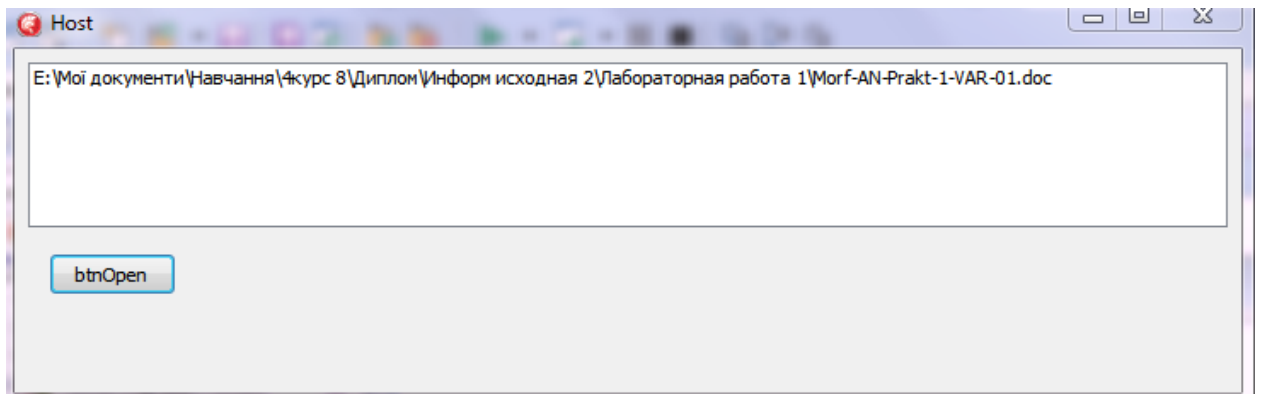 Host
E:\Мої документи\Навчання\4курс 8\Диплом\Информ исходная 2\Лабораторная работа 1\Morf-AN-Prakt-1-VAR-01.doc
btnOpen